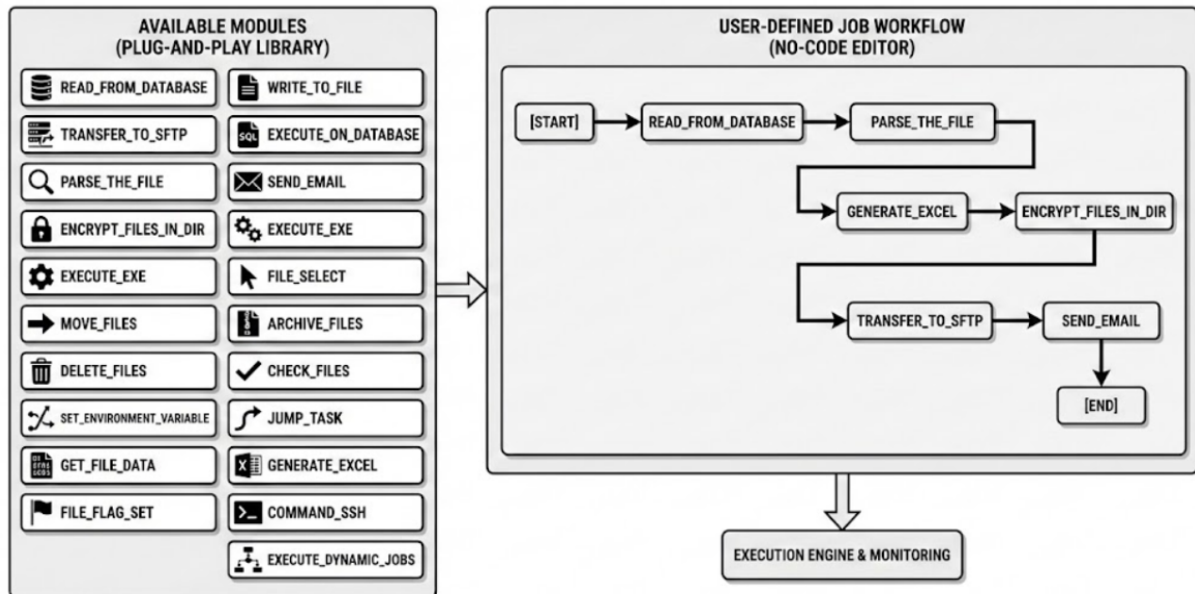 AVAILABLE MODULES
(PLUG-AND-PLAY LIBRARY)
READ_FROM_DATABASE
WRITE_TO_FILE
TRANSFER_TO_SFTP
SQL
EXECUTE_ON_DATABASE
PARSE_THE_FILE
SEND_EMAIL
ENCRYPT_FILES_IN_DIR
EXECUTE_EXE
EXECUTE_EXE
FILE_SELECT
MOVE_FILES
ARCHIVE_FILES
DELETE_FILES
CHECK_FILES
SET_ENVIRONMENT_VARIABLE
JUMP_TASK
GET_FILE_DATA
X
GENERATE_EXCEL
FILE_FLAG_SET
COMMAND_SSH
EXECUTE_DYNAMIC_JOBS
USER-DEFINED JOB WORKFLOW
(NO-CODE EDITOR)
[START]
READ_FROM_DATABASE
PARSE_THE_FILE
GENERATE_EXCEL
ENCRYPT_FILES_IN_DIR
TRANSFER_TO_SFTP
SEND_EMAIL
[END]
EXECUTION ENGINE & MONITORING